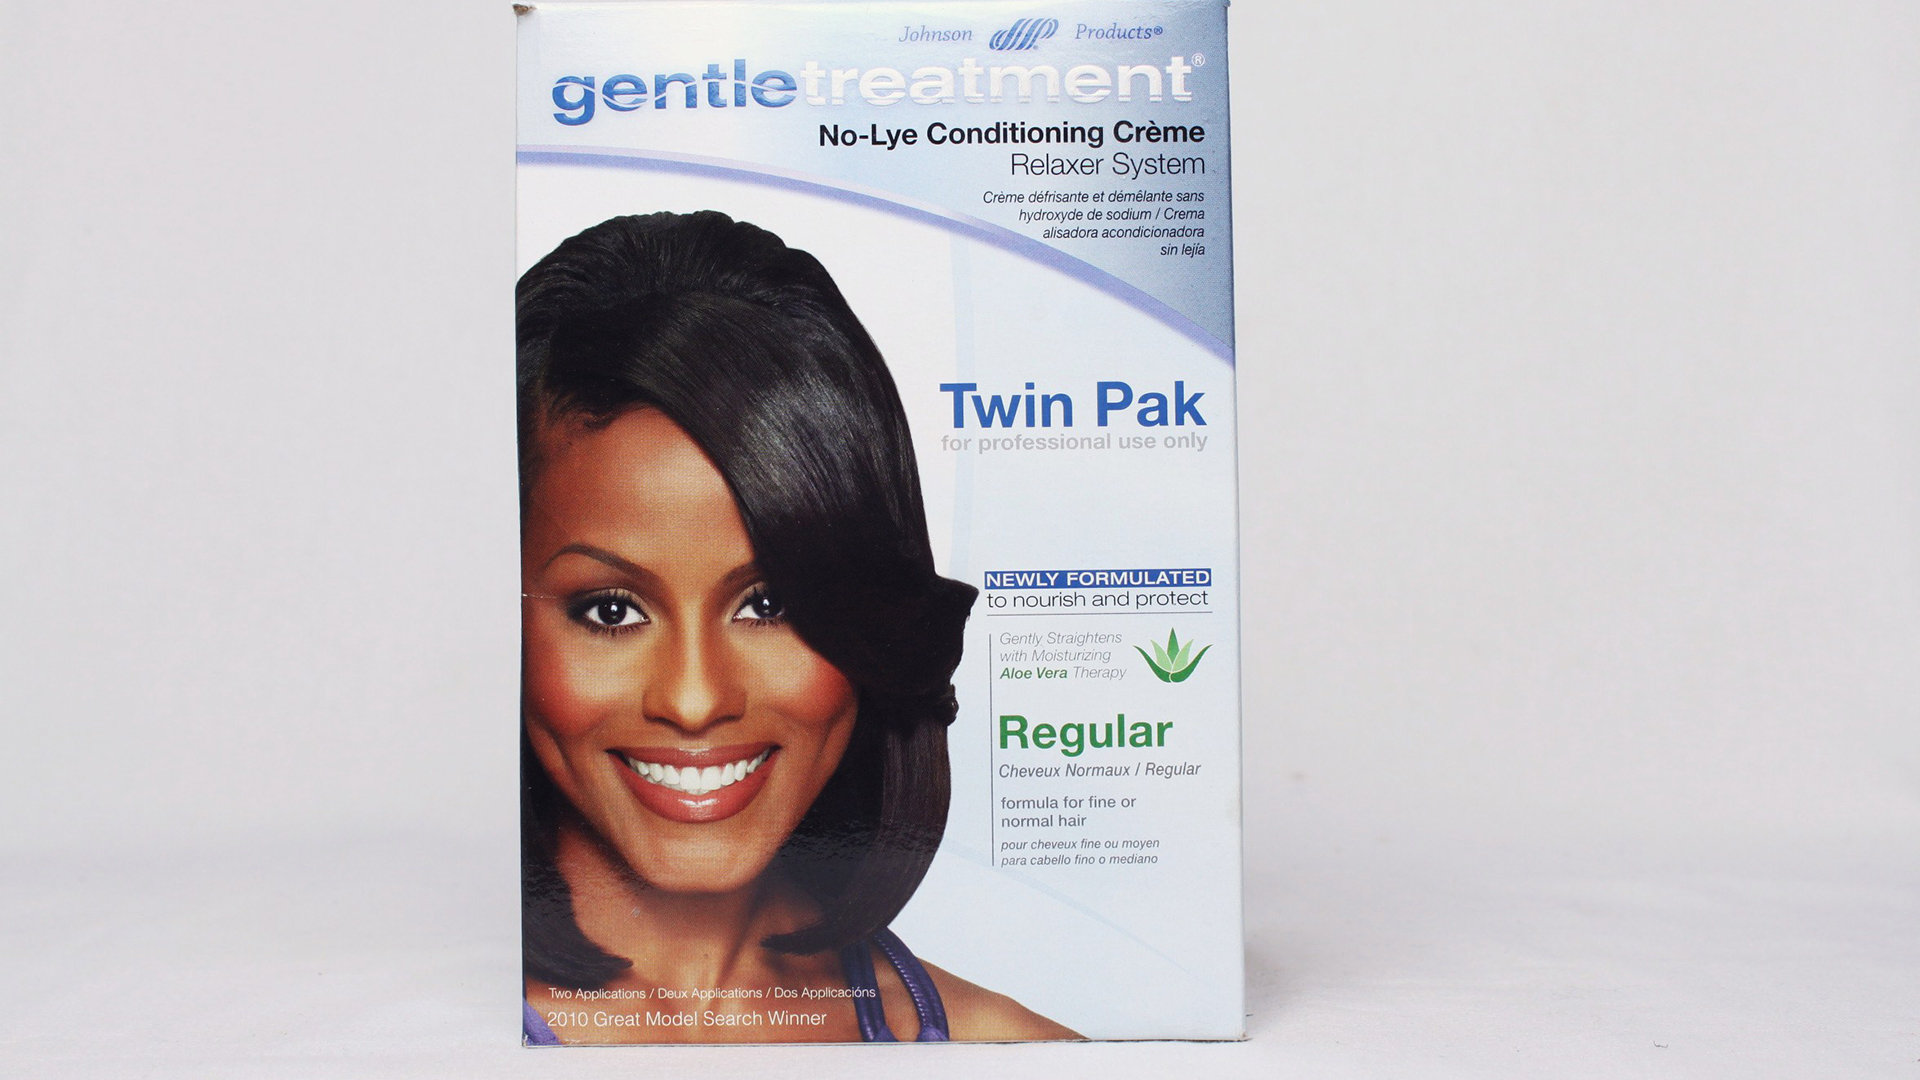 Johnson Products®
gentletreatment®
No-Lye Conditioning Crème
Relaxer System
Crème défrisante et démêlante sans
hydroxyde de sodium / Crema
alisadora acondicionadora
sin lejía
Twin Pak
for professional use only
NEWLY FORMULATED
to nourish and protect
Gently Straightens
with Moisturizing
Aloe Vera Therapy
Regular
Cheveux Normaux / Regular
formula for fine or
normal hair
pour cheveux fine ou moyen
para cabello fino o mediano
Two Applications / Deux Applications / Dos Applicacións
2010 Great Model Search Winner